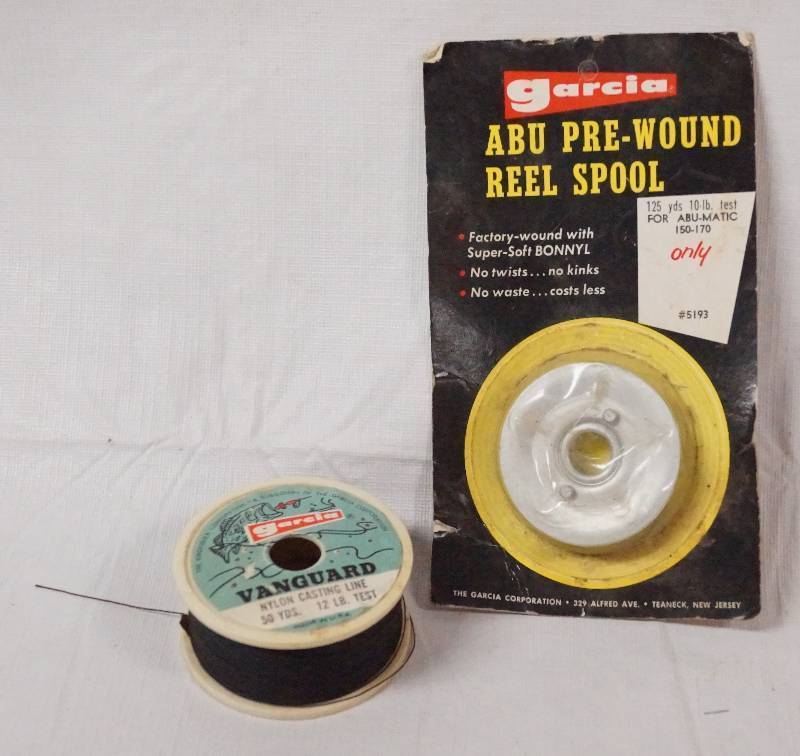 garcia
ABU PRE-WOUND
REEL SPOOL
125 yds 10-lb. test
FOR ABU-MATIC
150-170
only
#5193
• Factory-wound with
Super-Soft BONNYL
• No twists...no kinks
• No waste...costs less
THE GARCIA CORPORATION • 329 ALFRED AVE. • TEANECK, NEW JERSEY
garcia
VANGUARD
NYLON CASTING LINE
50 YDS. 12 LB. TEST
MADE IN U.S.A.